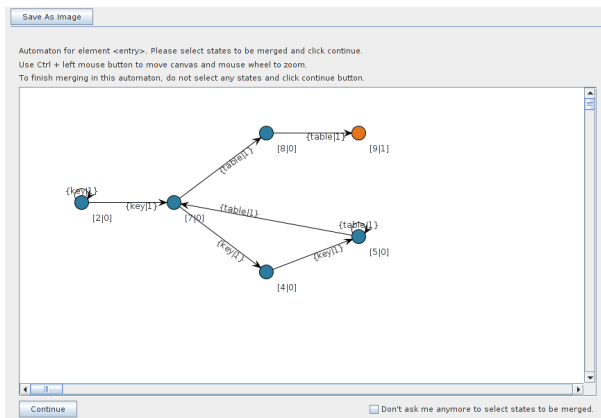 Save As Image
Automaton for element <entry>. Please select states to be merged and click continue.
Use Ctrl + left mouse button to move canvas and mouse wheel to zoom.
To finish merging in this automaton, do not select any states and click continue button.
{table|1}
[8|0]
[9|1]
{table|1}
{key|1}
{key|1}
{table|1}
[2|0]
[7|0]
{table|1}
{key|1}
{key|1}
[5|0]
[4|0]
Continue
Don't ask me anymore to select states to be merged.